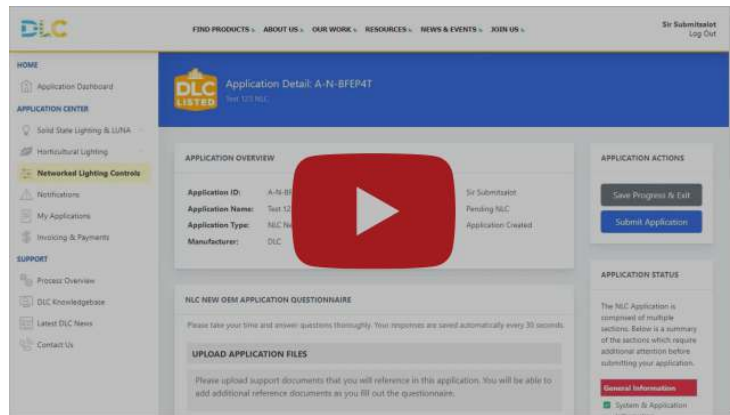 DLC
FIND PRODUCTS ABOUT US OUR WORK RESOURCES NEWS & EVENTS JOIN US
Sir Submitsalot
Log Out
HOME
Application Dashboard
APPLICATION CENTER
Solid State Lighting & LUNA
Horticultural Lighting
Networked Lighting Controls
Notifications
My Applications
Invoicing & Payments
SUPPORT
Process Overview
DLC Knowledgebase
Latest DLC News
Contact Us
DLC
LISTED
Application Detail: A-N-BFEP4T
Test 123 NLC
APPLICATION OVERVIEW
Application ID: A-N-BF
Sir Submitsalot
Application Name: Test 12
Pending NLC
Application Type: NLC Ne
Application Created
Manufacturer: DLC
NLC NEW OEM APPLICATION QUESTIONNAIRE
Please take your time and answer questions thoroughly. Your responses are saved automatically every 30 seconds.
UPLOAD APPLICATION FILES
Please upload support documents that you will reference in this application. You will be able to
add additional reference documents as you fill out the questionnaire.
APPLICATION ACTIONS
Save Progress & Exit
Submit Application
APPLICATION STATUS
The NLC Application is
comprised of multiple
sections. Below is a summary
of the sections which require
additional attention before
submitting your application.
General Information
System & Application